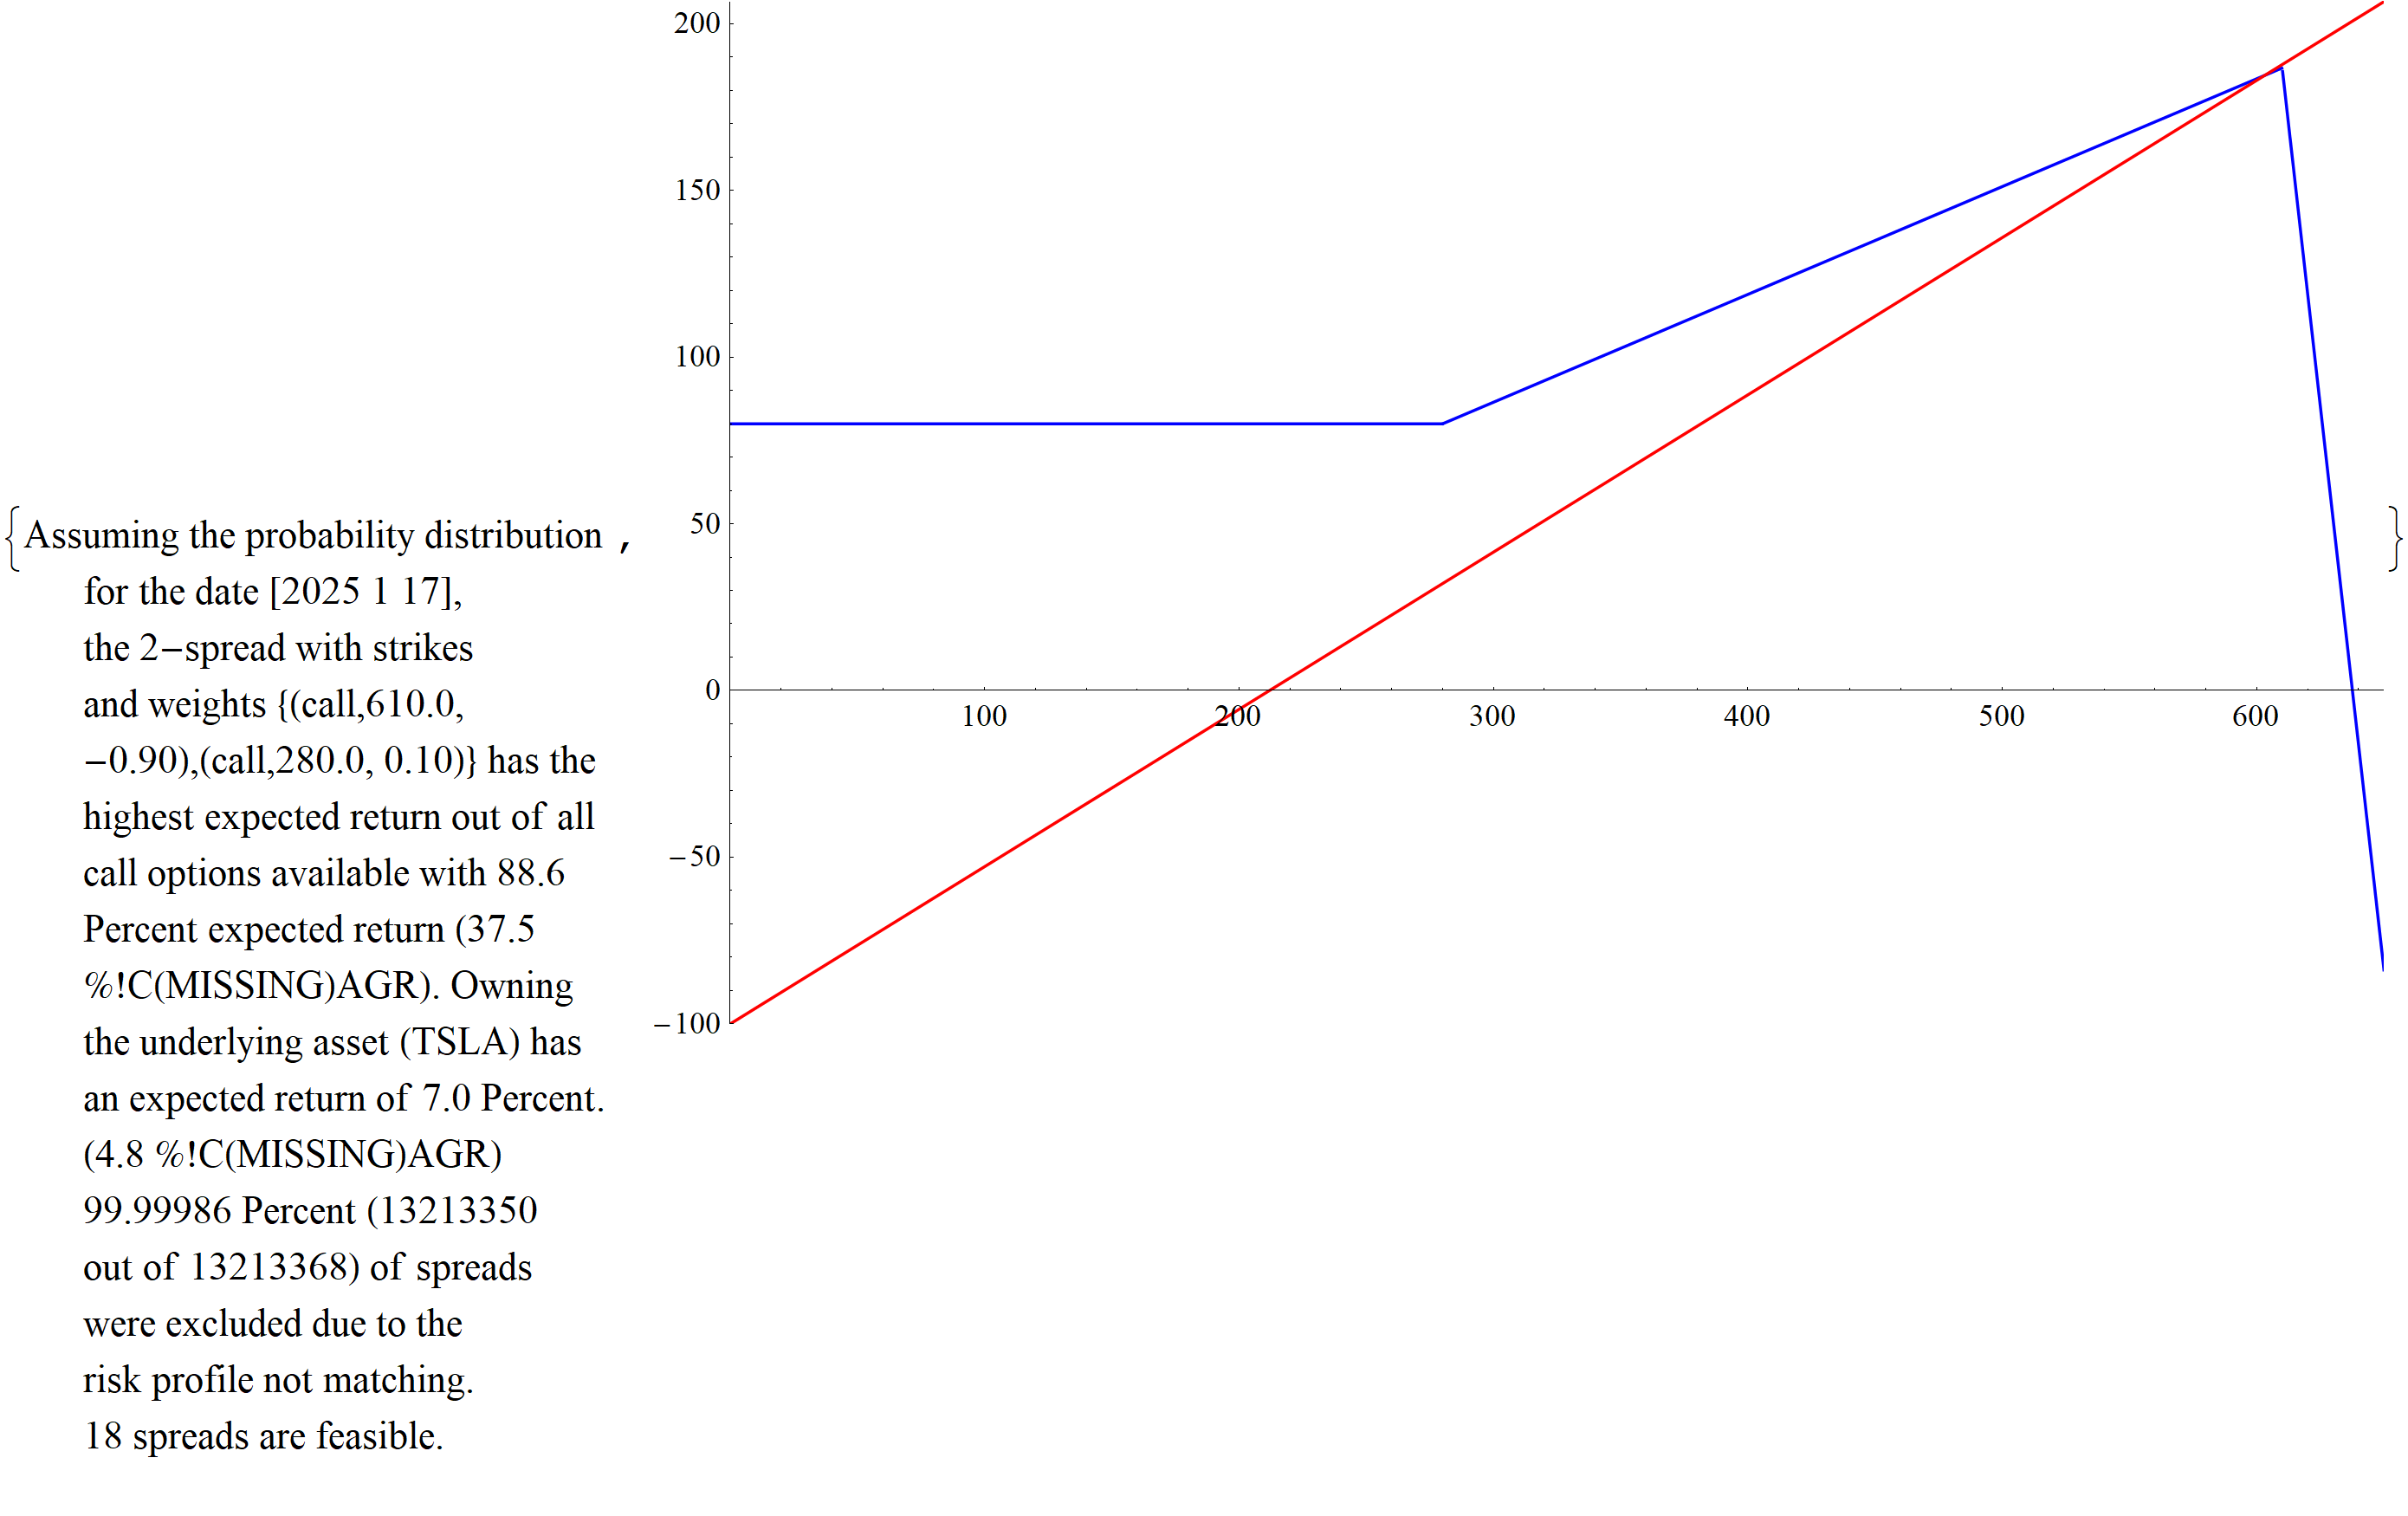 {Assuming the probability distribution ,
for the date [2025 1 17],
the 2−spread with strikes
and weights {(call,610.0,
−0.90),(call,280.0, 0.10)} has the
highest expected return out of all
call options available with 88.6
Percent expected return (37.5
%!C(MISSING)AGR). Owning
the underlying asset (TSLA) has
an expected return of 7.0 Percent.
(4.8 %!C(MISSING)AGR)
99.99986 Percent (13213350
out of 13213368) of spreads
were excluded due to the
risk profile not matching.
18 spreads are feasible.
200
150
100
50
0
−50
−100
100 200 300 400 500 600
}